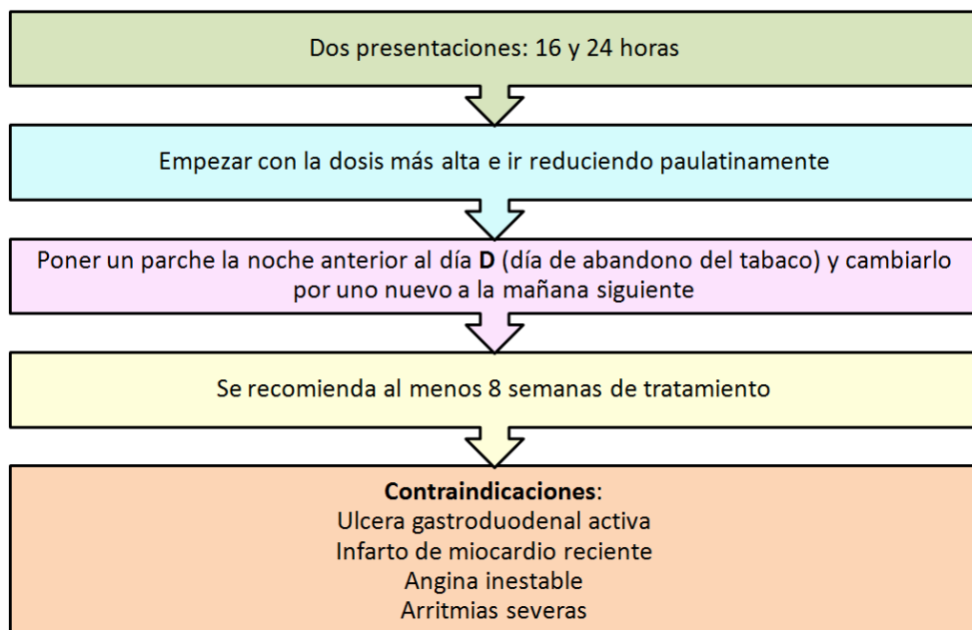 Dos presentaciones: 16 y 24 horas
Empezar con la dosis más alta e ir reduciendo paulatinamente
Poner un parche la noche anterior al día D (día de abandono del tabaco) y cambiarlo
por uno nuevo a la mañana siguiente
Se recomienda al menos 8 semanas de tratamiento
Contraindicaciones:
Ulcera gastroduodenal activa
Infarto de miocardio reciente
Angina inestable
Arritmias severas